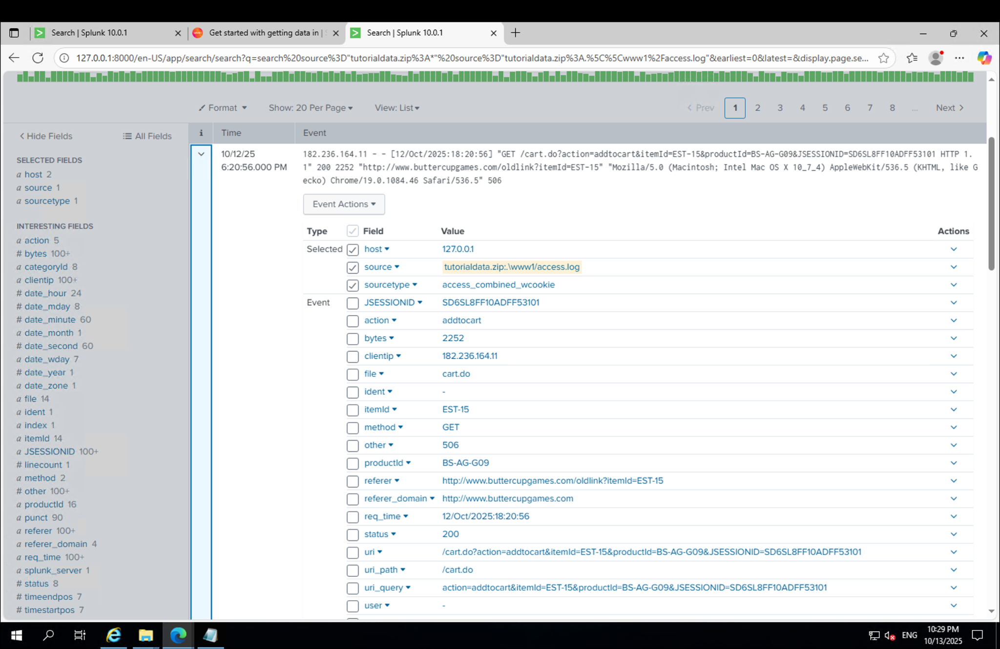 Search | Splunk 10.0.1
Get started with getting data in |
Search | Splunk 10.0.1
127.0.0.1:8000/en-US/app/search/search?q=search%20source%3D"tutorialdata.zip%3A*"%20source%3D"tutorialdata.zip%3A.%5C%5Cwww1%2Faccess.log"&earliest=0&latest=&display.page.se...
Format
Show: 20 Per Page
View: List
< Prev
1
2
3
4
5
6
7
8
...
Next >
< Hide Fields
All Fields
i
Time
Event
SELECTED FIELDS
a host 2
a source 1
a sourcetype 1
INTERESTING FIELDS
a action 5
# bytes 100+
a categoryId 8
a clientip 100+
# date_hour 24
# date_mday 8
# date_minute 60
a date_month 1
# date_second 60
a date_wday 7
# date_year 1
a date_zone 1
a file 14
a ident 1
a index 1
a itemId 14
a JSESSIONID 100+
# linecount 1
a method 2
# other 100+
a productId 16
a punct 90
a referer 100+
a referer_domain 4
a req_time 100+
a splunk_server 1
# status 8
# timeendpos 7
# timestartpos 7
10/12/25
6:20:56.000 PM
182.236.164.11 - - [12/Oct/2025:18:20:56] "GET /cart.do?action=addtocart&itemId=EST-15&productId=BS-AG-G09&JSESSIONID=SD6SL8FF10ADFF53101 HTTP 1.
1" 200 2252 "http://www.buttercupgames.com/oldlink?itemId=EST-15" "Mozilla/5.0 (Macintosh; Intel Mac OS X 10_7_4) AppleWebKit/536.5 (KHTML, like G
ecko) Chrome/19.0.1084.46 Safari/536.5" 506
Event Actions
Type Field Value Actions
Selected host 127.0.0.1
source tutorialdata.zip:.\www1/access.log
sourcetype access_combined_wcookie
Event JSESSIONID SD6SL8FF10ADFF53101
action addtocart
bytes 2252
clientip 182.236.164.11
file cart.do
ident -
itemId EST-15
method GET
other 506
productId BS-AG-G09
referer http://www.buttercupgames.com/oldlink?itemId=EST-15
referer_domain http://www.buttercupgames.com
req_time 12/Oct/2025:18:20:56
status 200
uri /cart.do?action=addtocart&itemId=EST-15&productId=BS-AG-G09&JSESSIONID=SD6SL8FF10ADFF53101
uri_path /cart.do
uri_query action=addtocart&itemId=EST-15&productId=BS-AG-G09&JSESSIONID=SD6SL8FF10ADFF53101
user -
ENG
10:29 PM
10/13/2025